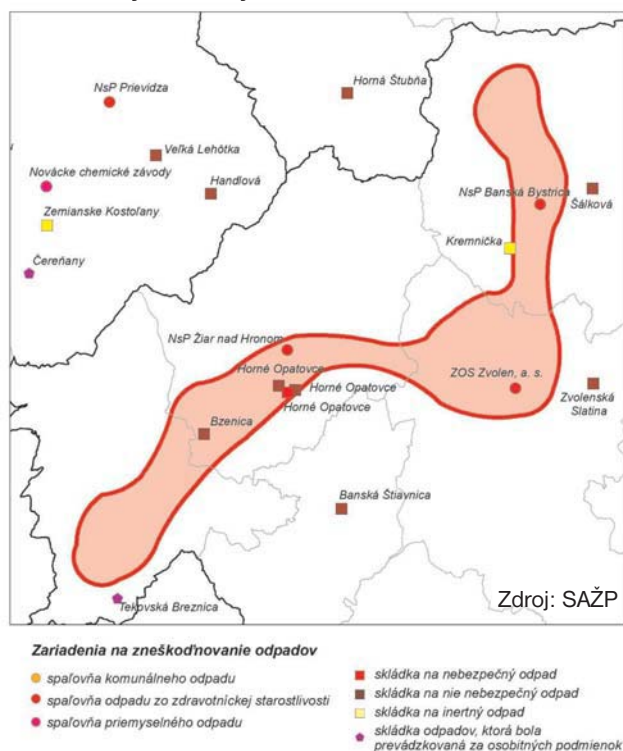 NsP Prievidza
Horná Štubňa
Veľká Lehôtka
Novácke chemické závody
Handlová
NsP Banská Bystrica
Šálková
Zemianske Kostoľany
Kremnička
Čereňany
NsP Žiar nad Hronom
Horné Opatovce
Horné Opatovce
Horné Opatovce
ZOS Zvolen, a. s.
Zvolenská
Slatina
Bzenica
Banská Štiavnica
Tekovská Breznica
Zdroj: SAŽP
Zariadenia na zneškodňovanie odpadov
spaľovňa komunálneho odpadu
spaľovňa odpadu zo zdravotníckej starostlivosti
spaľovňa priemyselného odpadu
skládka na nebezpečný odpad
skládka na nie nebezpečný odpad
skládka na inertný odpad
skládka odpadov, ktorá bola
prevádzkovaná za osobitných podmienok